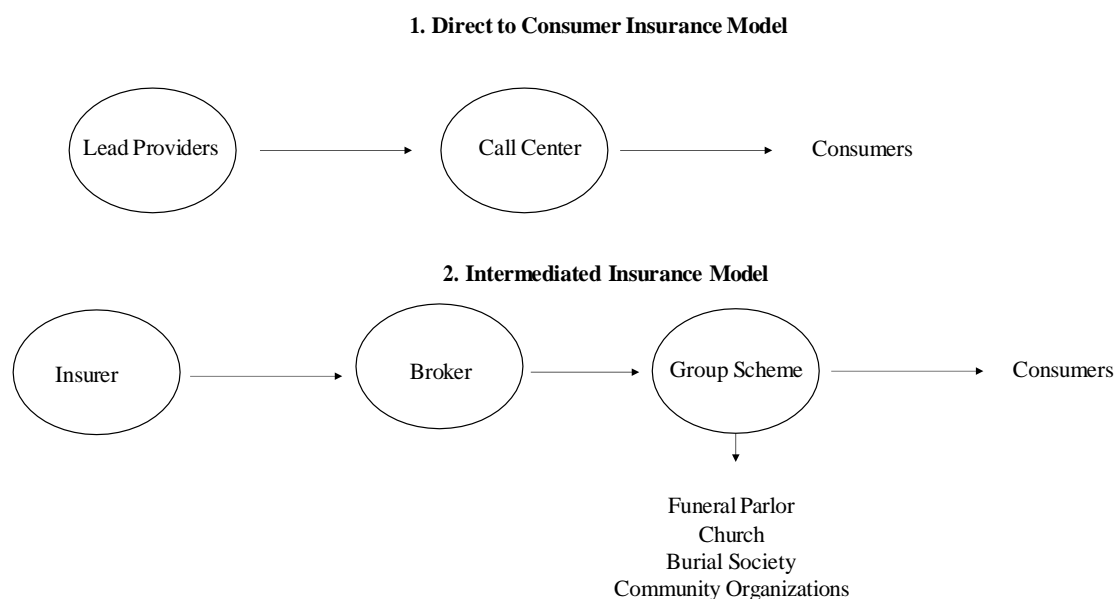 1. Direct to Consumer Insurance Model
Lead Providers
Call Center
Consumers
2. Intermediated Insurance Model
Insurer
Broker
Group Scheme
Consumers
Funeral Parlor
Church
Burial Society
Community Organizations